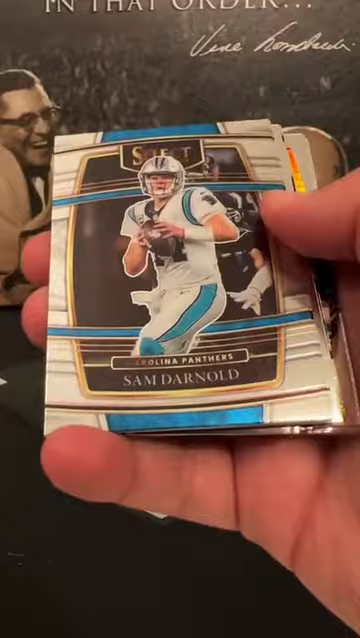 IN THAT ORDER...
Vince Lombardi
SELECT
CAROLINA PANTHERS
SAM DARNOLD